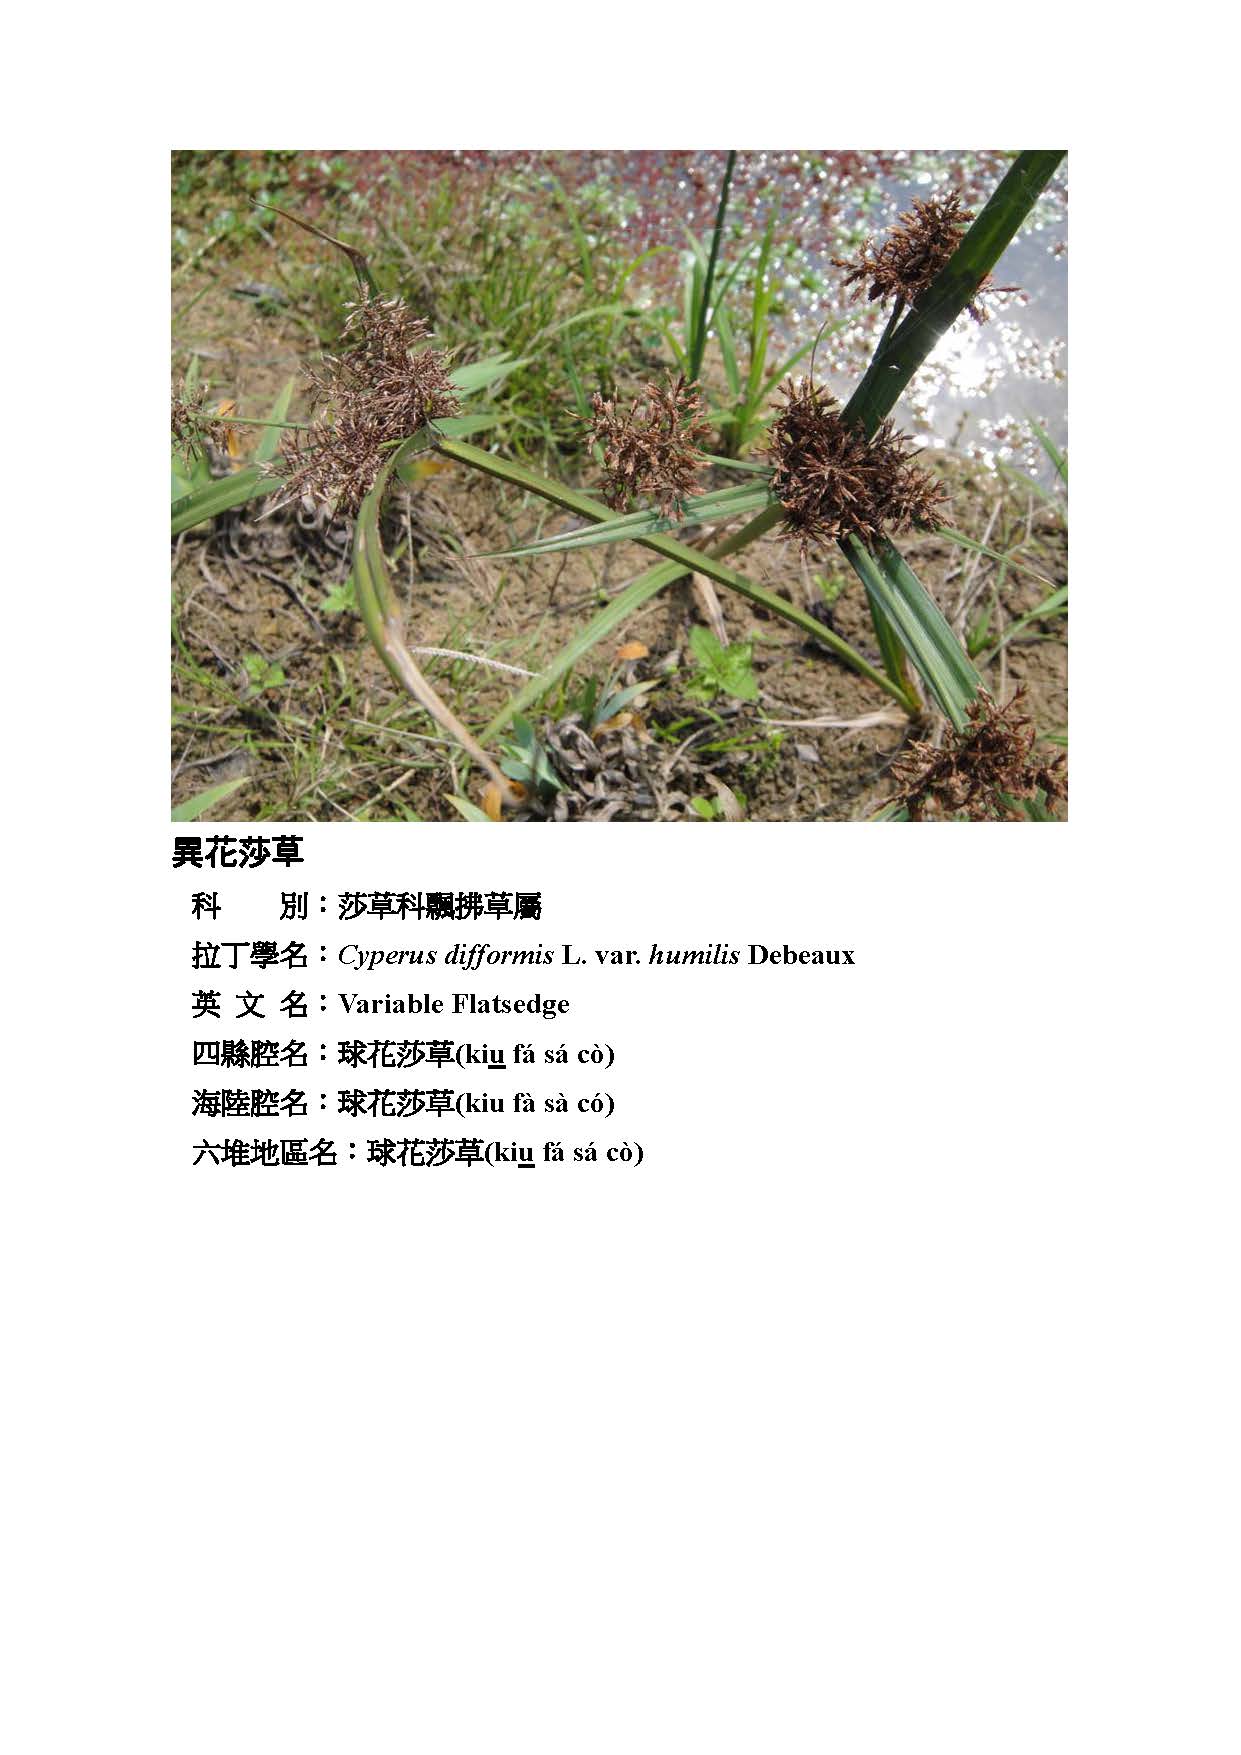 異花莎草
科　　別：莎草科飄拂草屬
拉丁學名：Cyperus difformis L. var. humilis Debeaux
英 文 名：Variable Flatsedge
四縣腔名：球花莎草(kiu fá sá cò)
海陸腔名：球花莎草(kiu fà sà có)
六堆地區名：球花莎草(kiu fá sá cò)